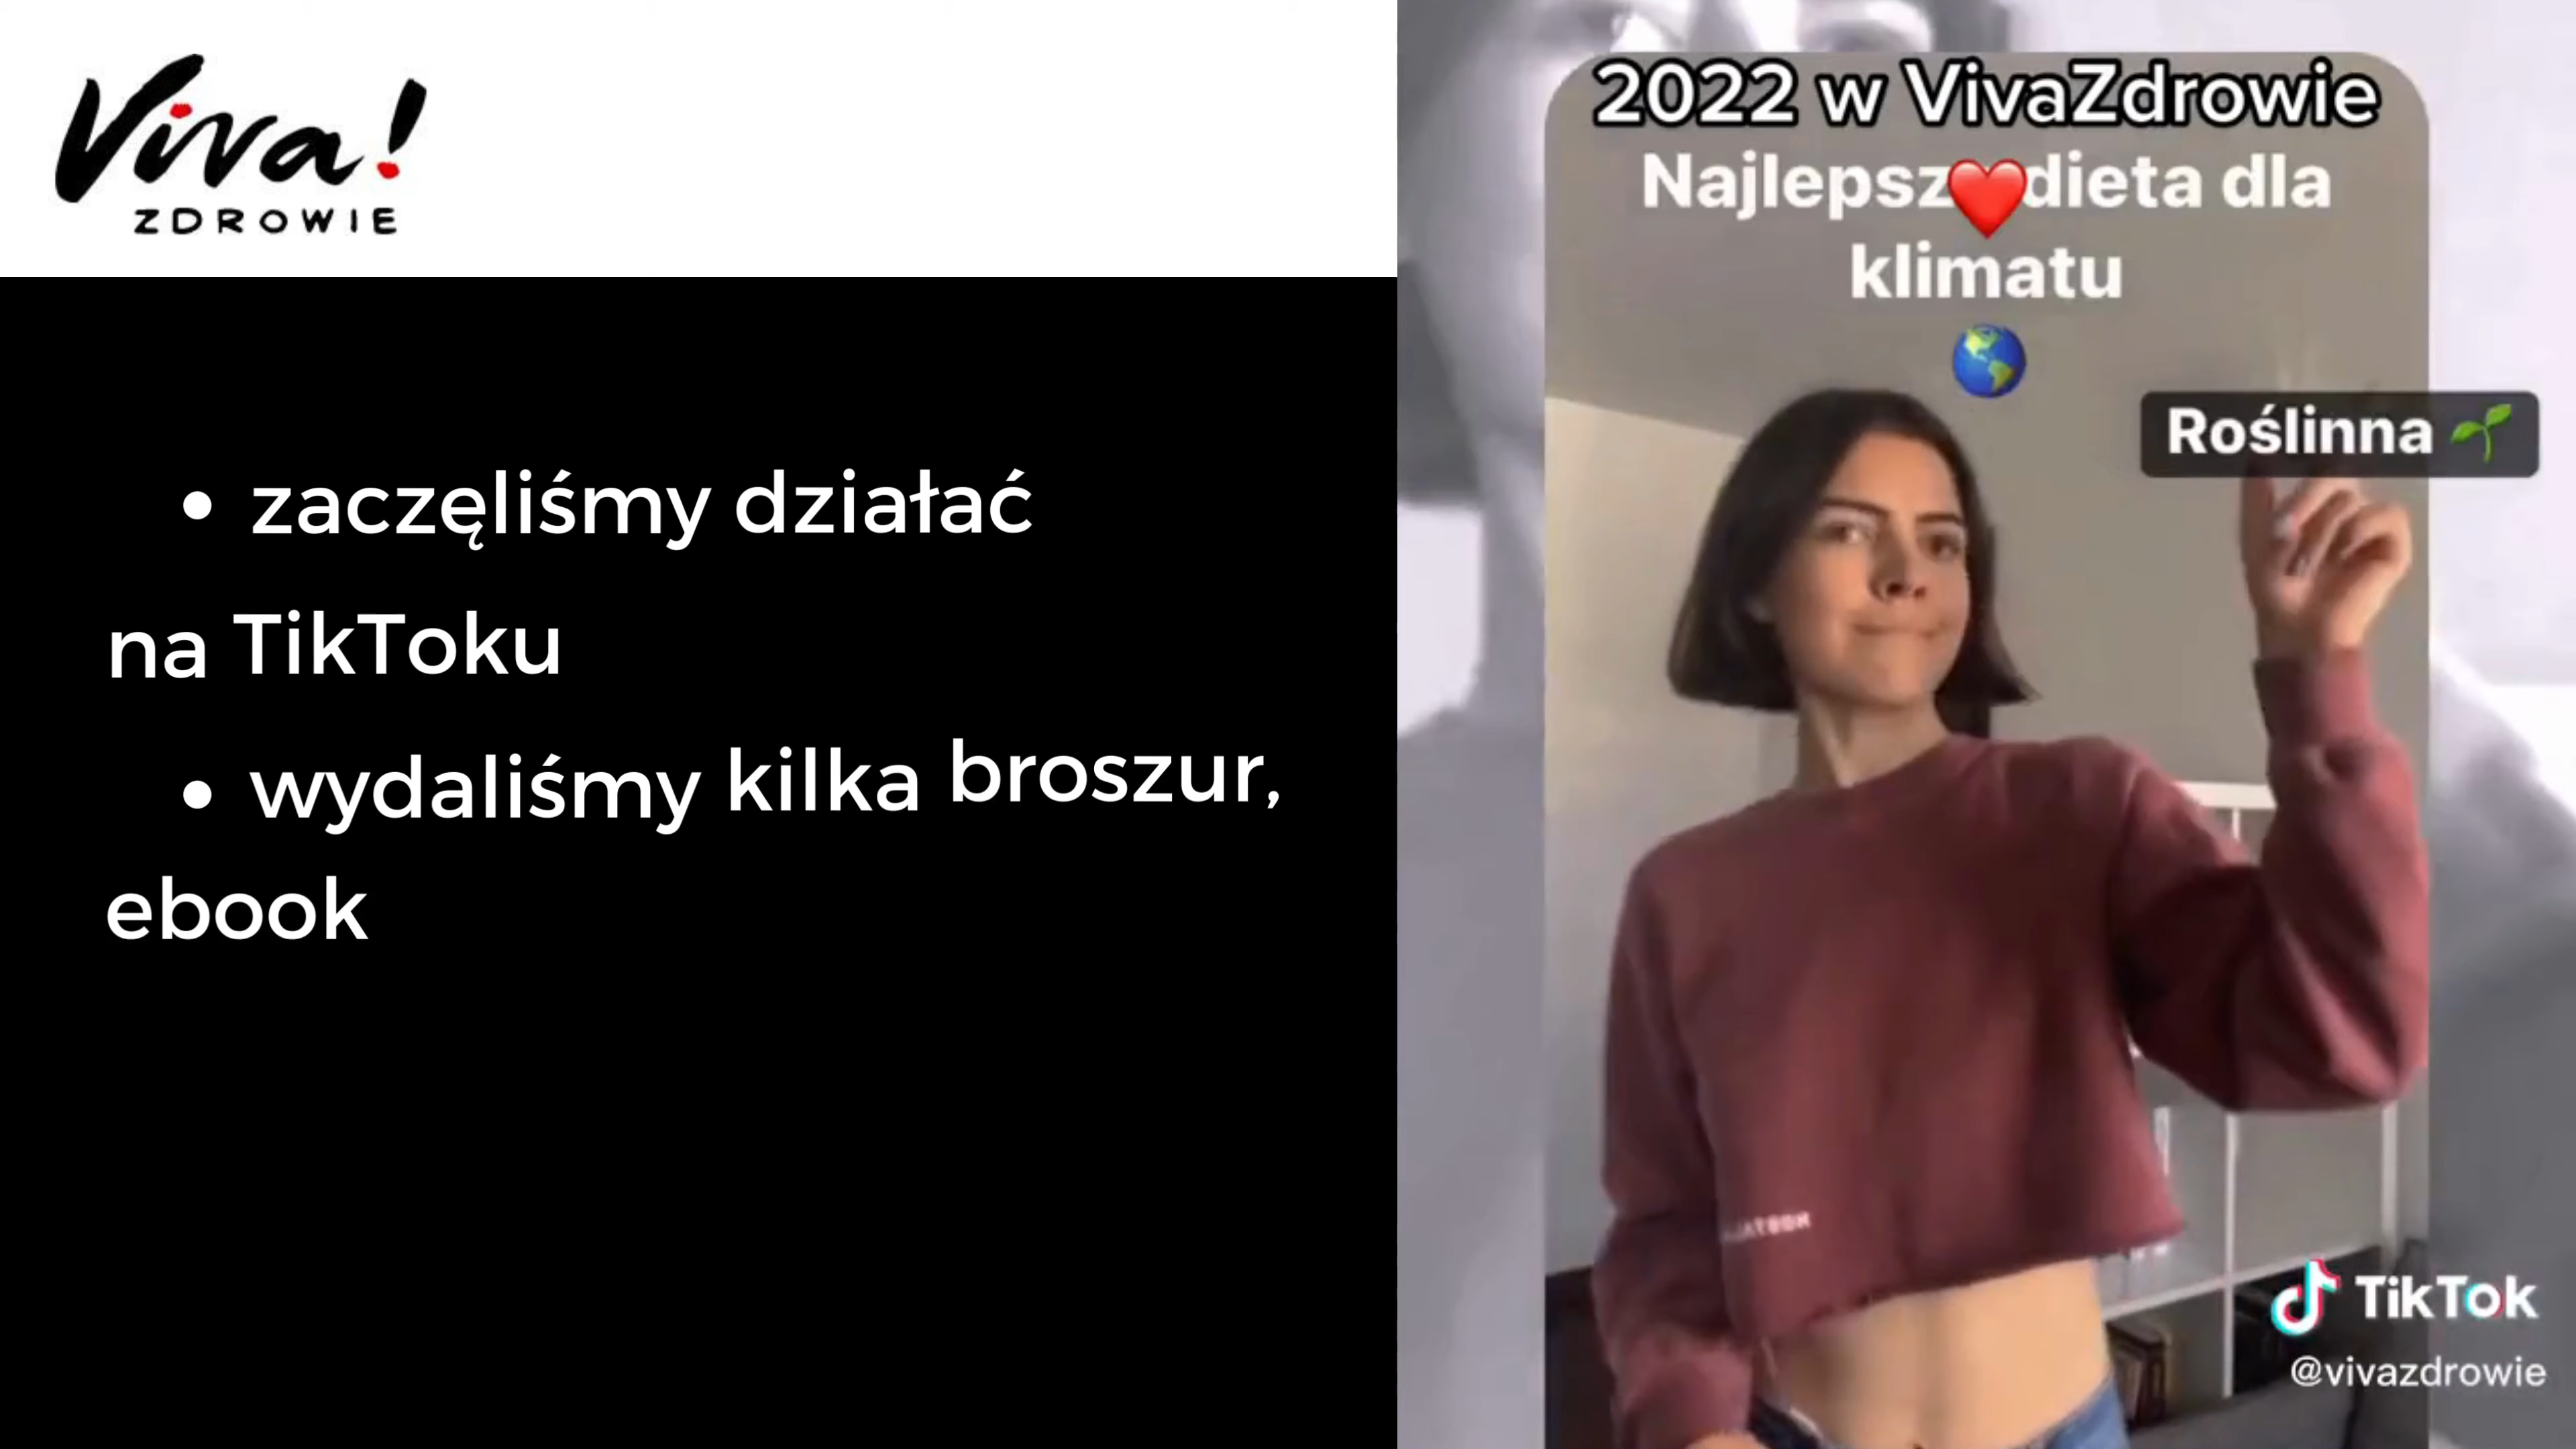 Viva!
ZDROWIE
• zaczęliśmy działać
na TikToku
• wydaliśmy kilka broszur,
ebook
2022 w VivaZdrowie
Najlepsz❤️dieta dla
klimatu
🌎
Roślinna 🌱
TikTok
@vivazdrowie